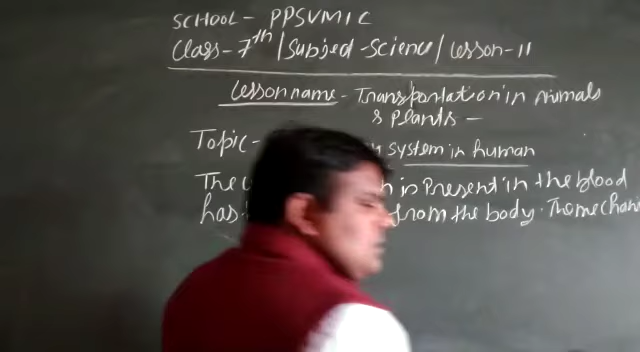 SCHOOL - PPSVMIC
Class - 7th / Subject - Science / Lesson - 11
Lesson name - Transportation in Animals
& Plants -
Topic - system in human
The is Present in the blood
has from the body. The